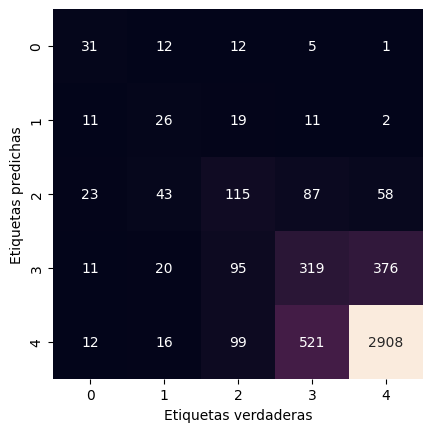 0 31 12 12 5 1
1 11 26 19 11 2
2 23 43 115 87 58
3 11 20 95 319 376
4 12 16 99 521 2908
0 1 2 3 4
Etiquetas predichas
Etiquetas verdaderas